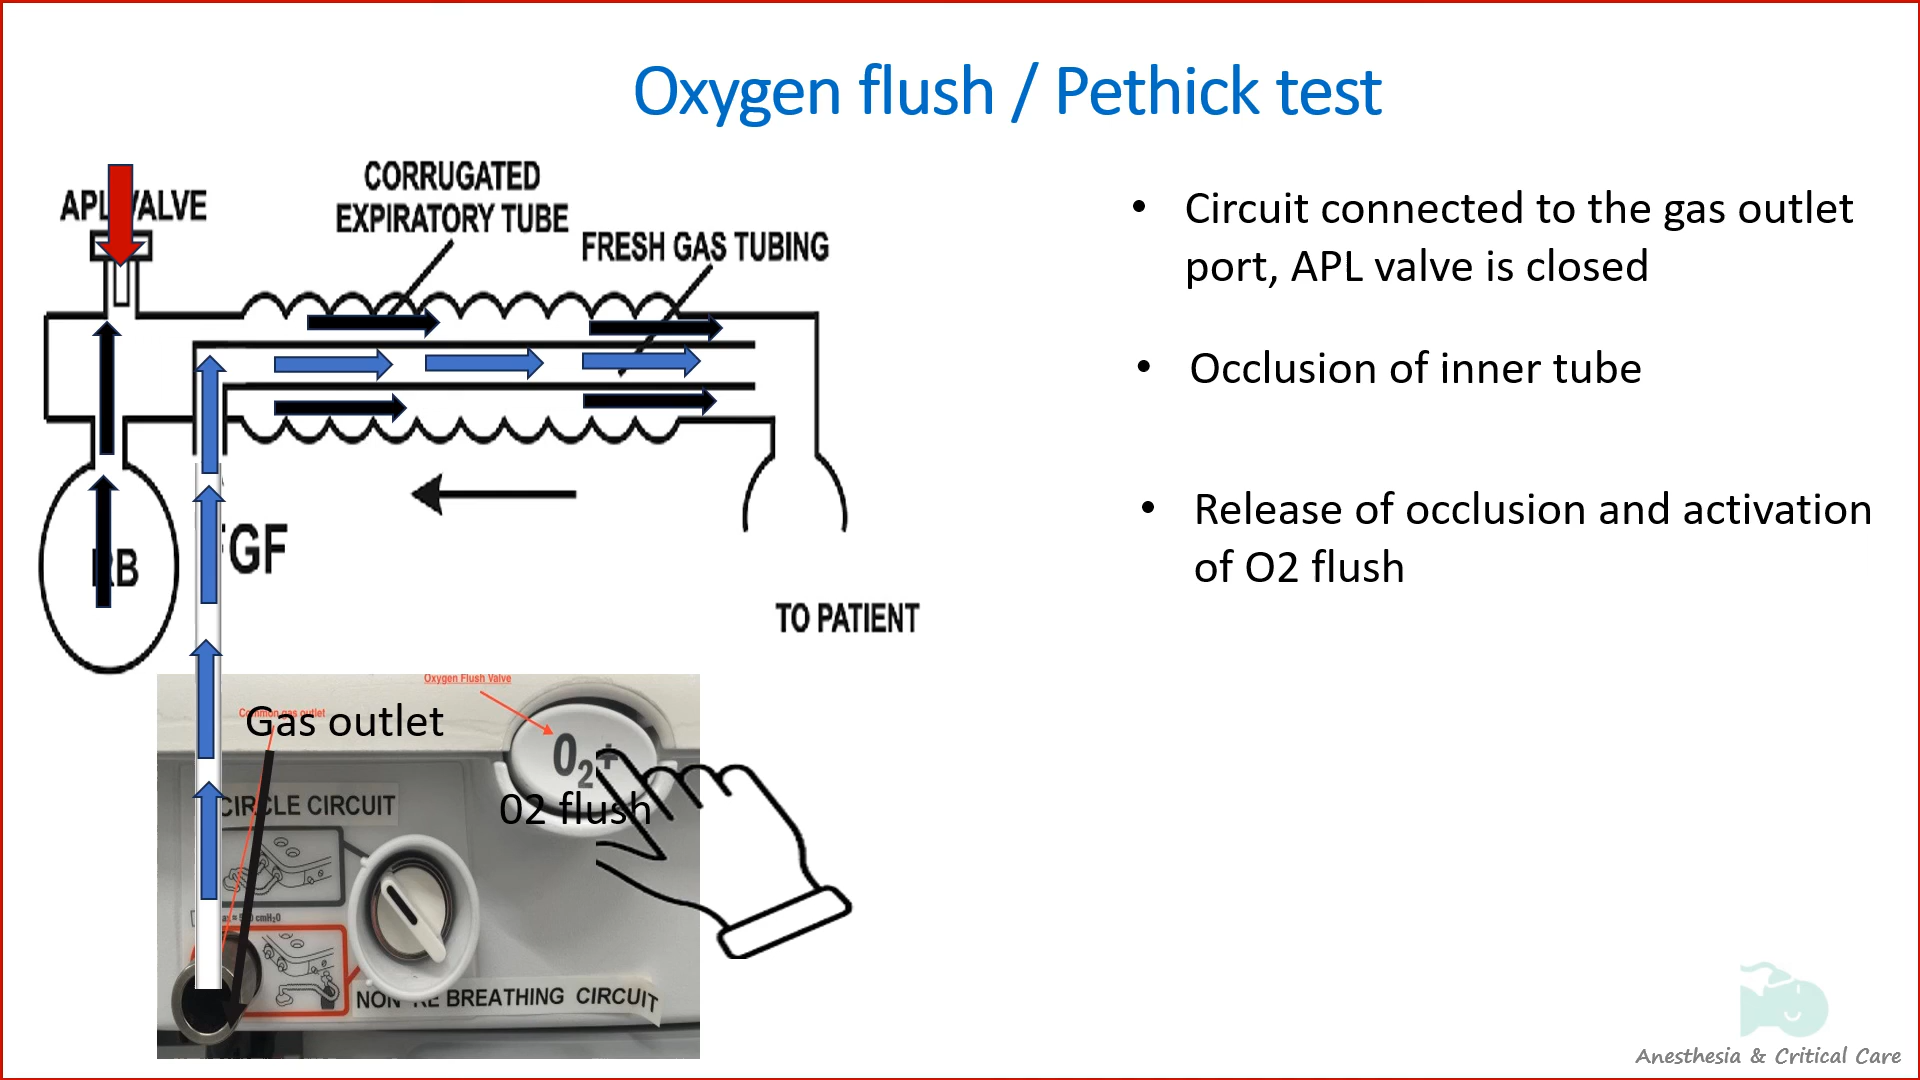 Oxygen flush / Pethick test
APL VALVE
CORRUGATED
EXPIRATORY TUBE
FRESH GAS TUBING
• Circuit connected to the gas outlet
port, APL valve is closed
• Occlusion of inner tube
• Release of occlusion and activation
of O2 flush
RB
FGF
TO PATIENT
Oxygen Flush Valve
Common gas outlet
Gas outlet
O2+
02 flush
CIRCLE CIRCUIT
cmH2O
NON RE BREATHING CIRCUIT
Anesthesia & Critical Care